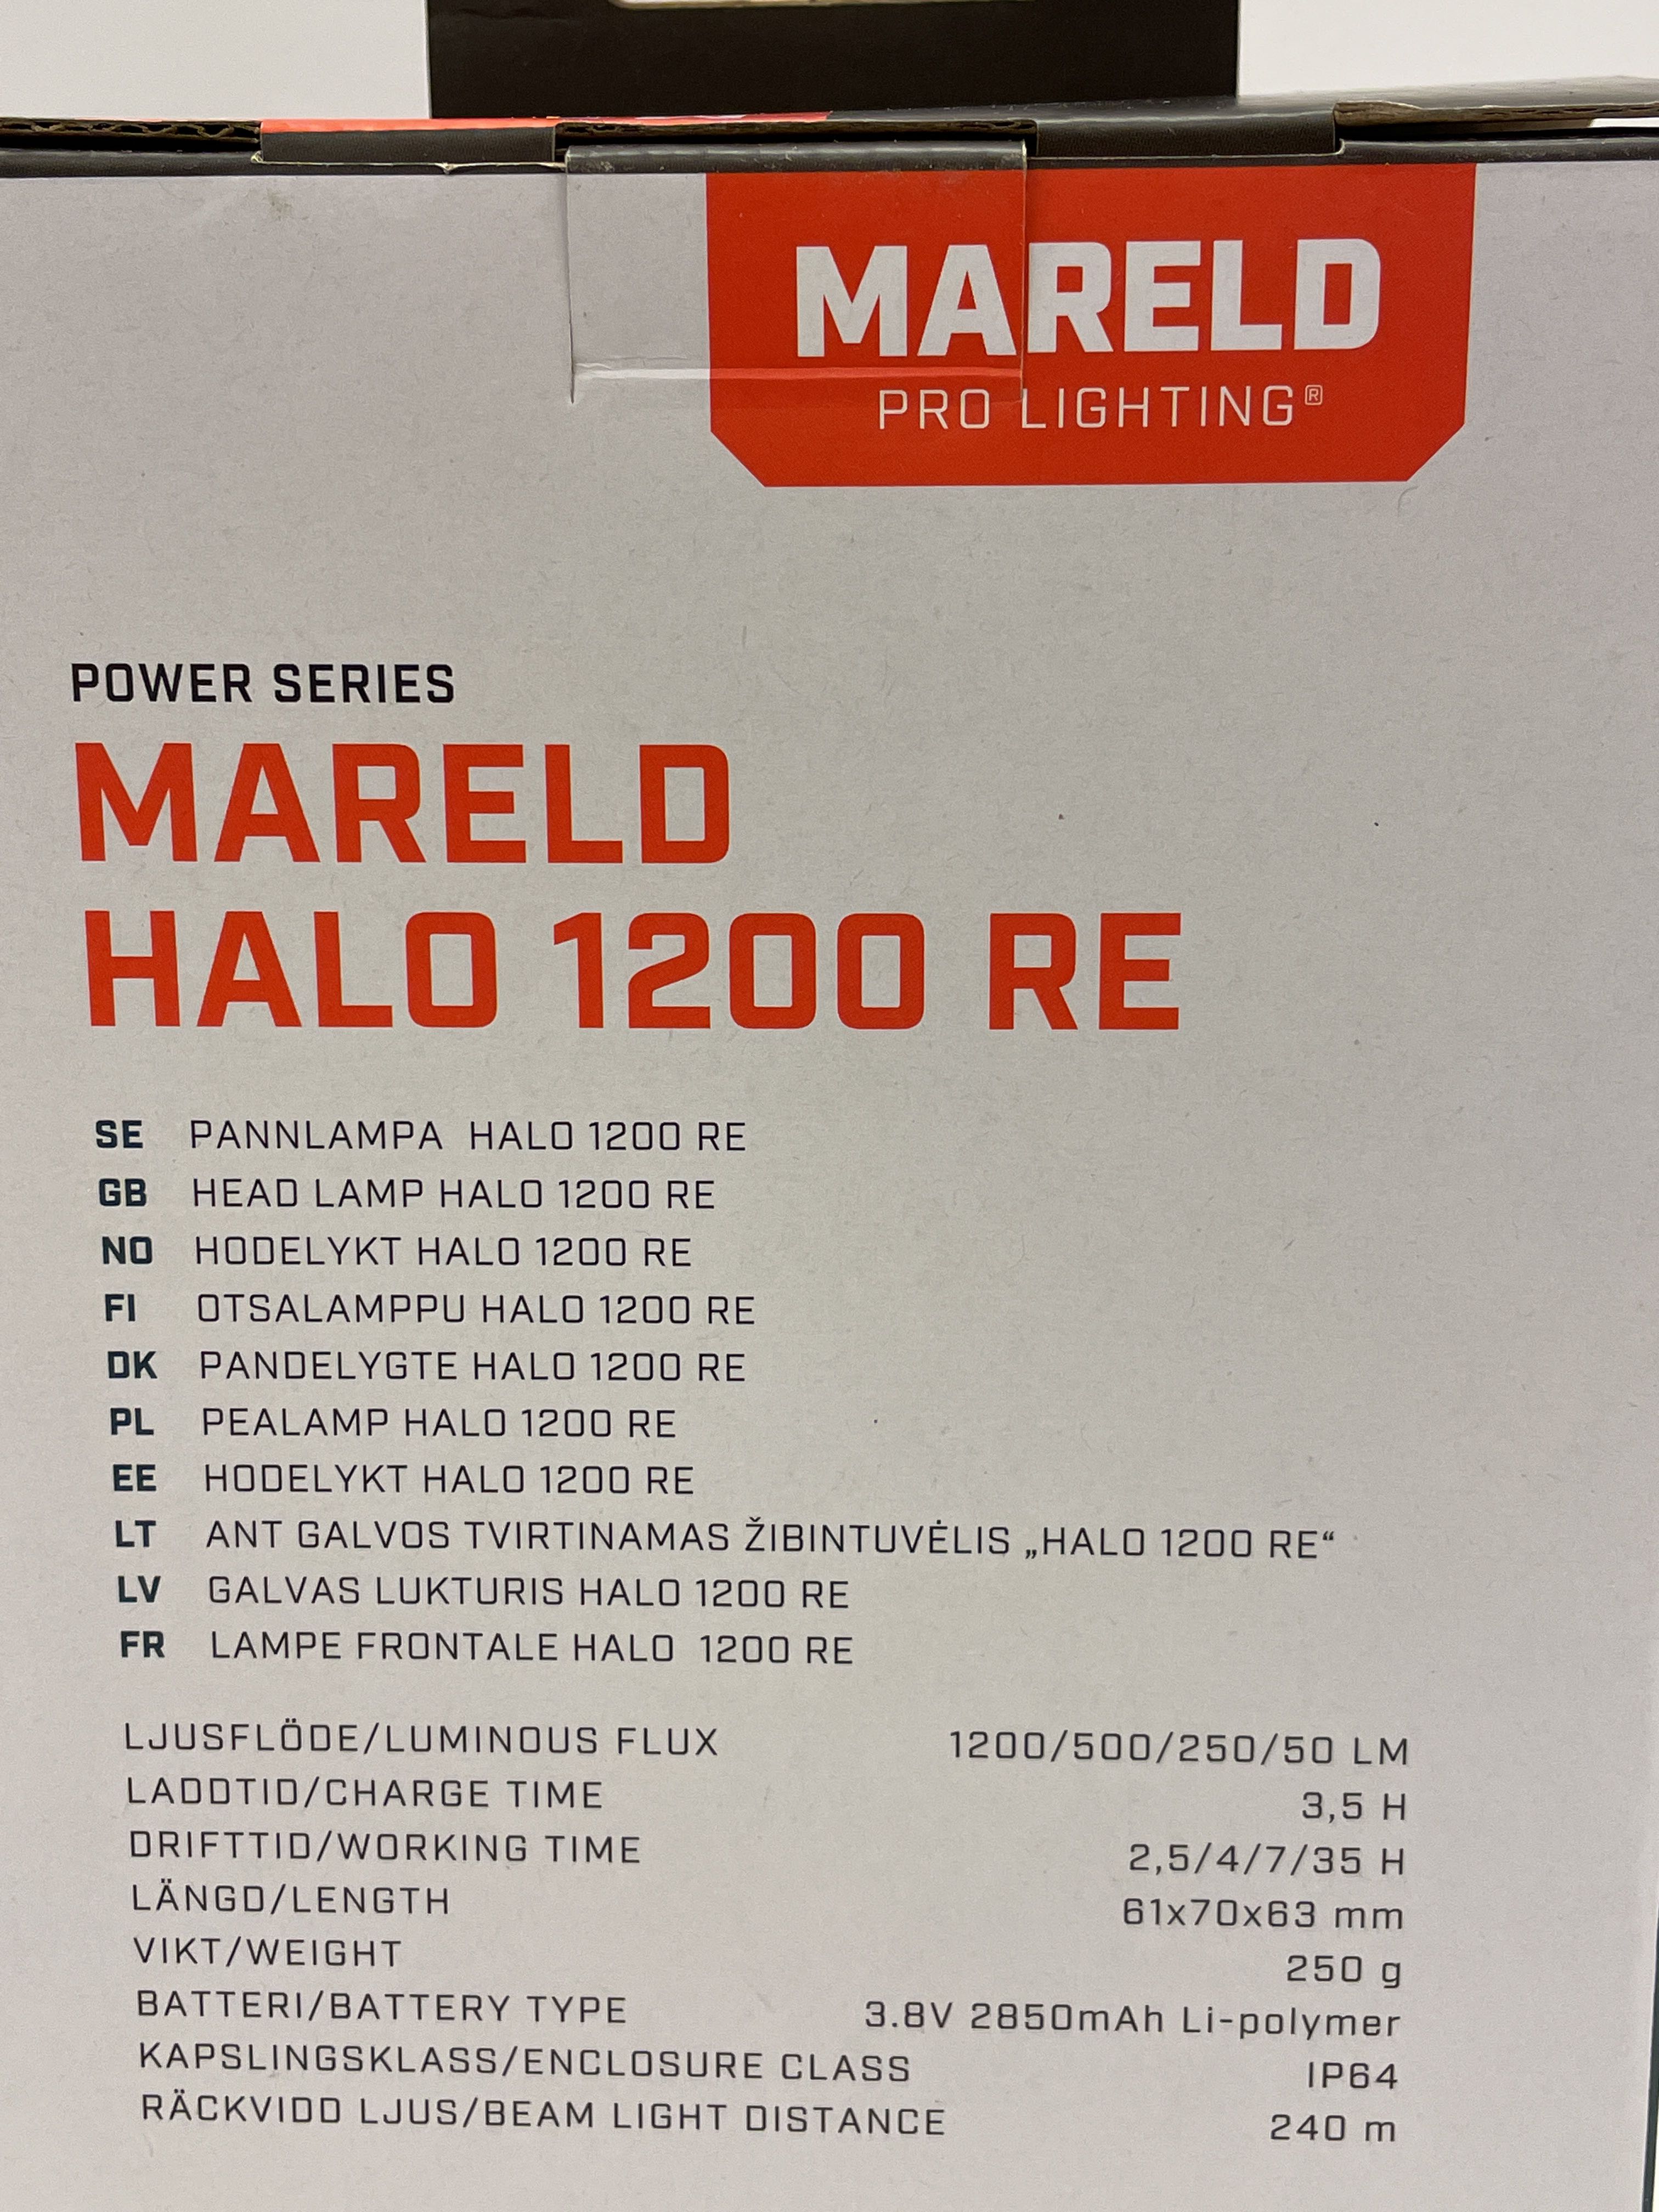 MARELD
PRO LIGHTING®
POWER SERIES
MARELD
HALO 1200 RE
SE PANNLAMPA HALO 1200 RE
GB HEAD LAMP HALO 1200 RE
NO HODELYKT HALO 1200 RE
FI OTSALAMPPU HALO 1200 RE
DK PANDELYGTE HALO 1200 RE
PL PEALAMP HALO 1200 RE
EE HODELYKT HALO 1200 RE
LT ANT GALVOS TVIRTINAMAS ŽIBINTUVĖLIS „HALO 1200 RE“
LV GALVAS LUKTURIS HALO 1200 RE
FR LAMPE FRONTALE HALO 1200 RE
LJUSFLÖDE/LUMINOUS FLUX 1200/500/250/50 LM
LADDTID/CHARGE TIME 3,5 H
DRIFTTID/WORKING TIME 2,5/4/7/35 H
LÄNGD/LENGTH 61x70x63 mm
VIKT/WEIGHT 250 g
BATTERI/BATTERY TYPE 3.8V 2850mAh Li-polymer
KAPSLINGSKLASS/ENCLOSURE CLASS IP64
RÄCKVIDD LJUS/BEAM LIGHT DISTANCE 240 m